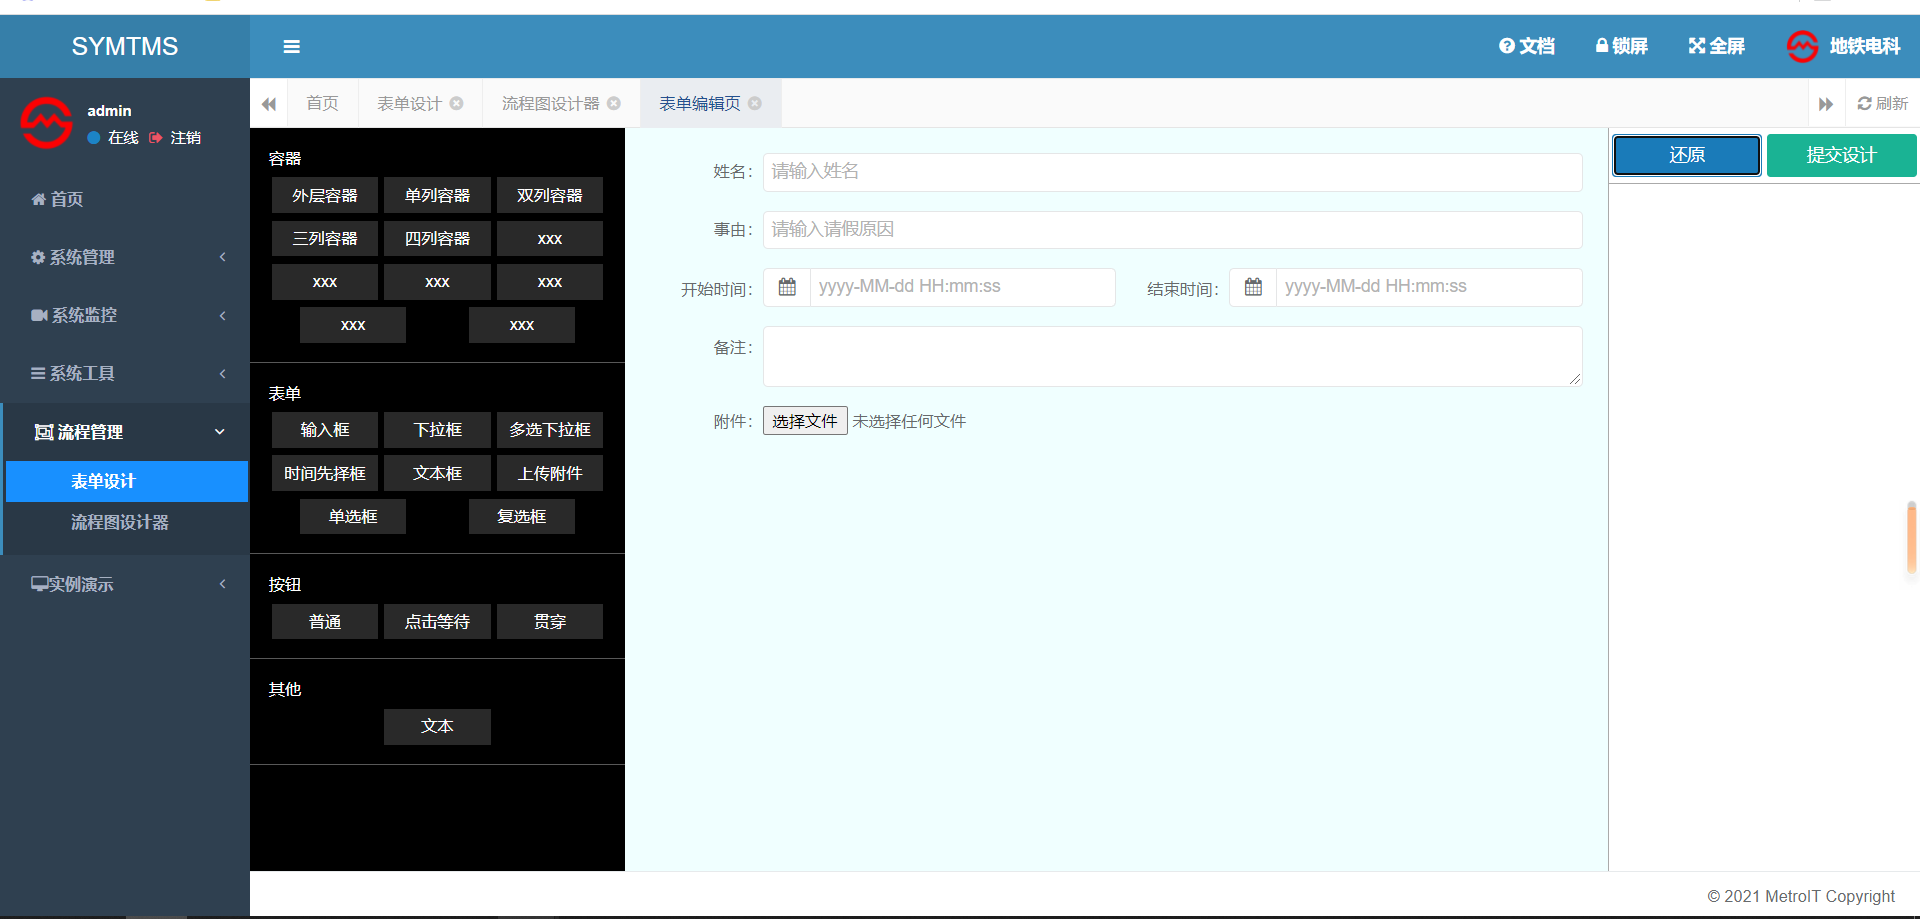 SYMTMS
文档
锁屏
全屏
地铁电科
admin
在线
注销
首页
表单设计
流程图设计器
表单编辑页
刷新
首页
系统管理
系统监控
系统工具
流程管理
表单设计
流程图设计器
实例演示
容器
外层容器
单列容器
双列容器
三列容器
四列容器
xxx
xxx
xxx
xxx
xxx
xxx
表单
输入框
下拉框
多选下拉框
时间先择框
文本框
上传附件
单选框
复选框
按钮
普通
点击等待
贯穿
其他
文本
姓名：
请输入姓名
事由：
请输入请假原因
开始时间：
yyyy-MM-dd HH:mm:ss
结束时间：
yyyy-MM-dd HH:mm:ss
备注：
附件：
选择文件 未选择任何文件
还原
提交设计
© 2021 MetroIT Copyright